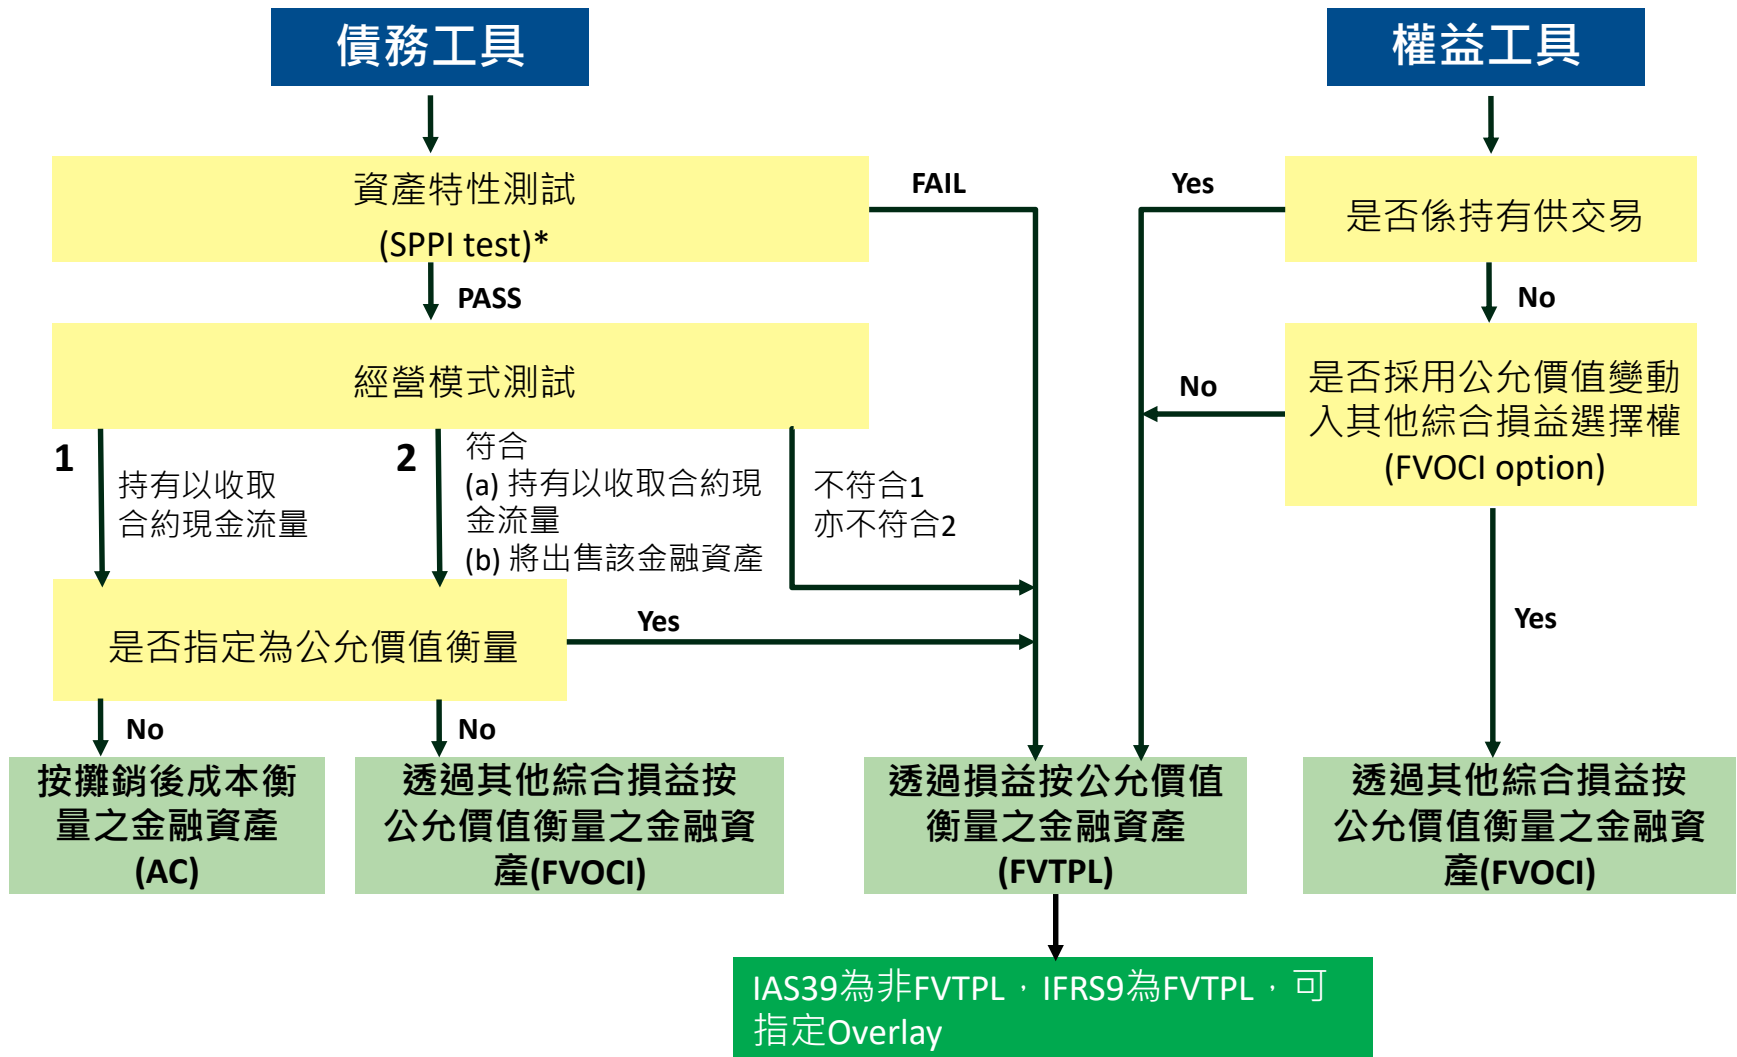 債務工具
權益工具
資產特性測試
(SPPI test)*
FAIL
Yes
是否係持有供交易
PASS
No
經營模式測試
No
是否採用公允價值變動
入其他綜合損益選擇權
(FVOCI option)
1
持有以收取
合約現金流量
2
符合
(a) 持有以收取合約現
金流量
(b) 將出售該金融資產
不符合1
亦不符合2
是否指定為公允價值衡量
Yes
Yes
No
No
按攤銷後成本衡
量之金融資產
(AC)
透過其他綜合損益按
公允價值衡量之金融資
產(FVOCI)
透過損益按公允價值
衡量之金融資產
(FVTPL)
透過其他綜合損益按
公允價值衡量之金融資
產(FVOCI)
IAS39為非FVTPL，IFRS9為FVTPL，可
指定Overlay